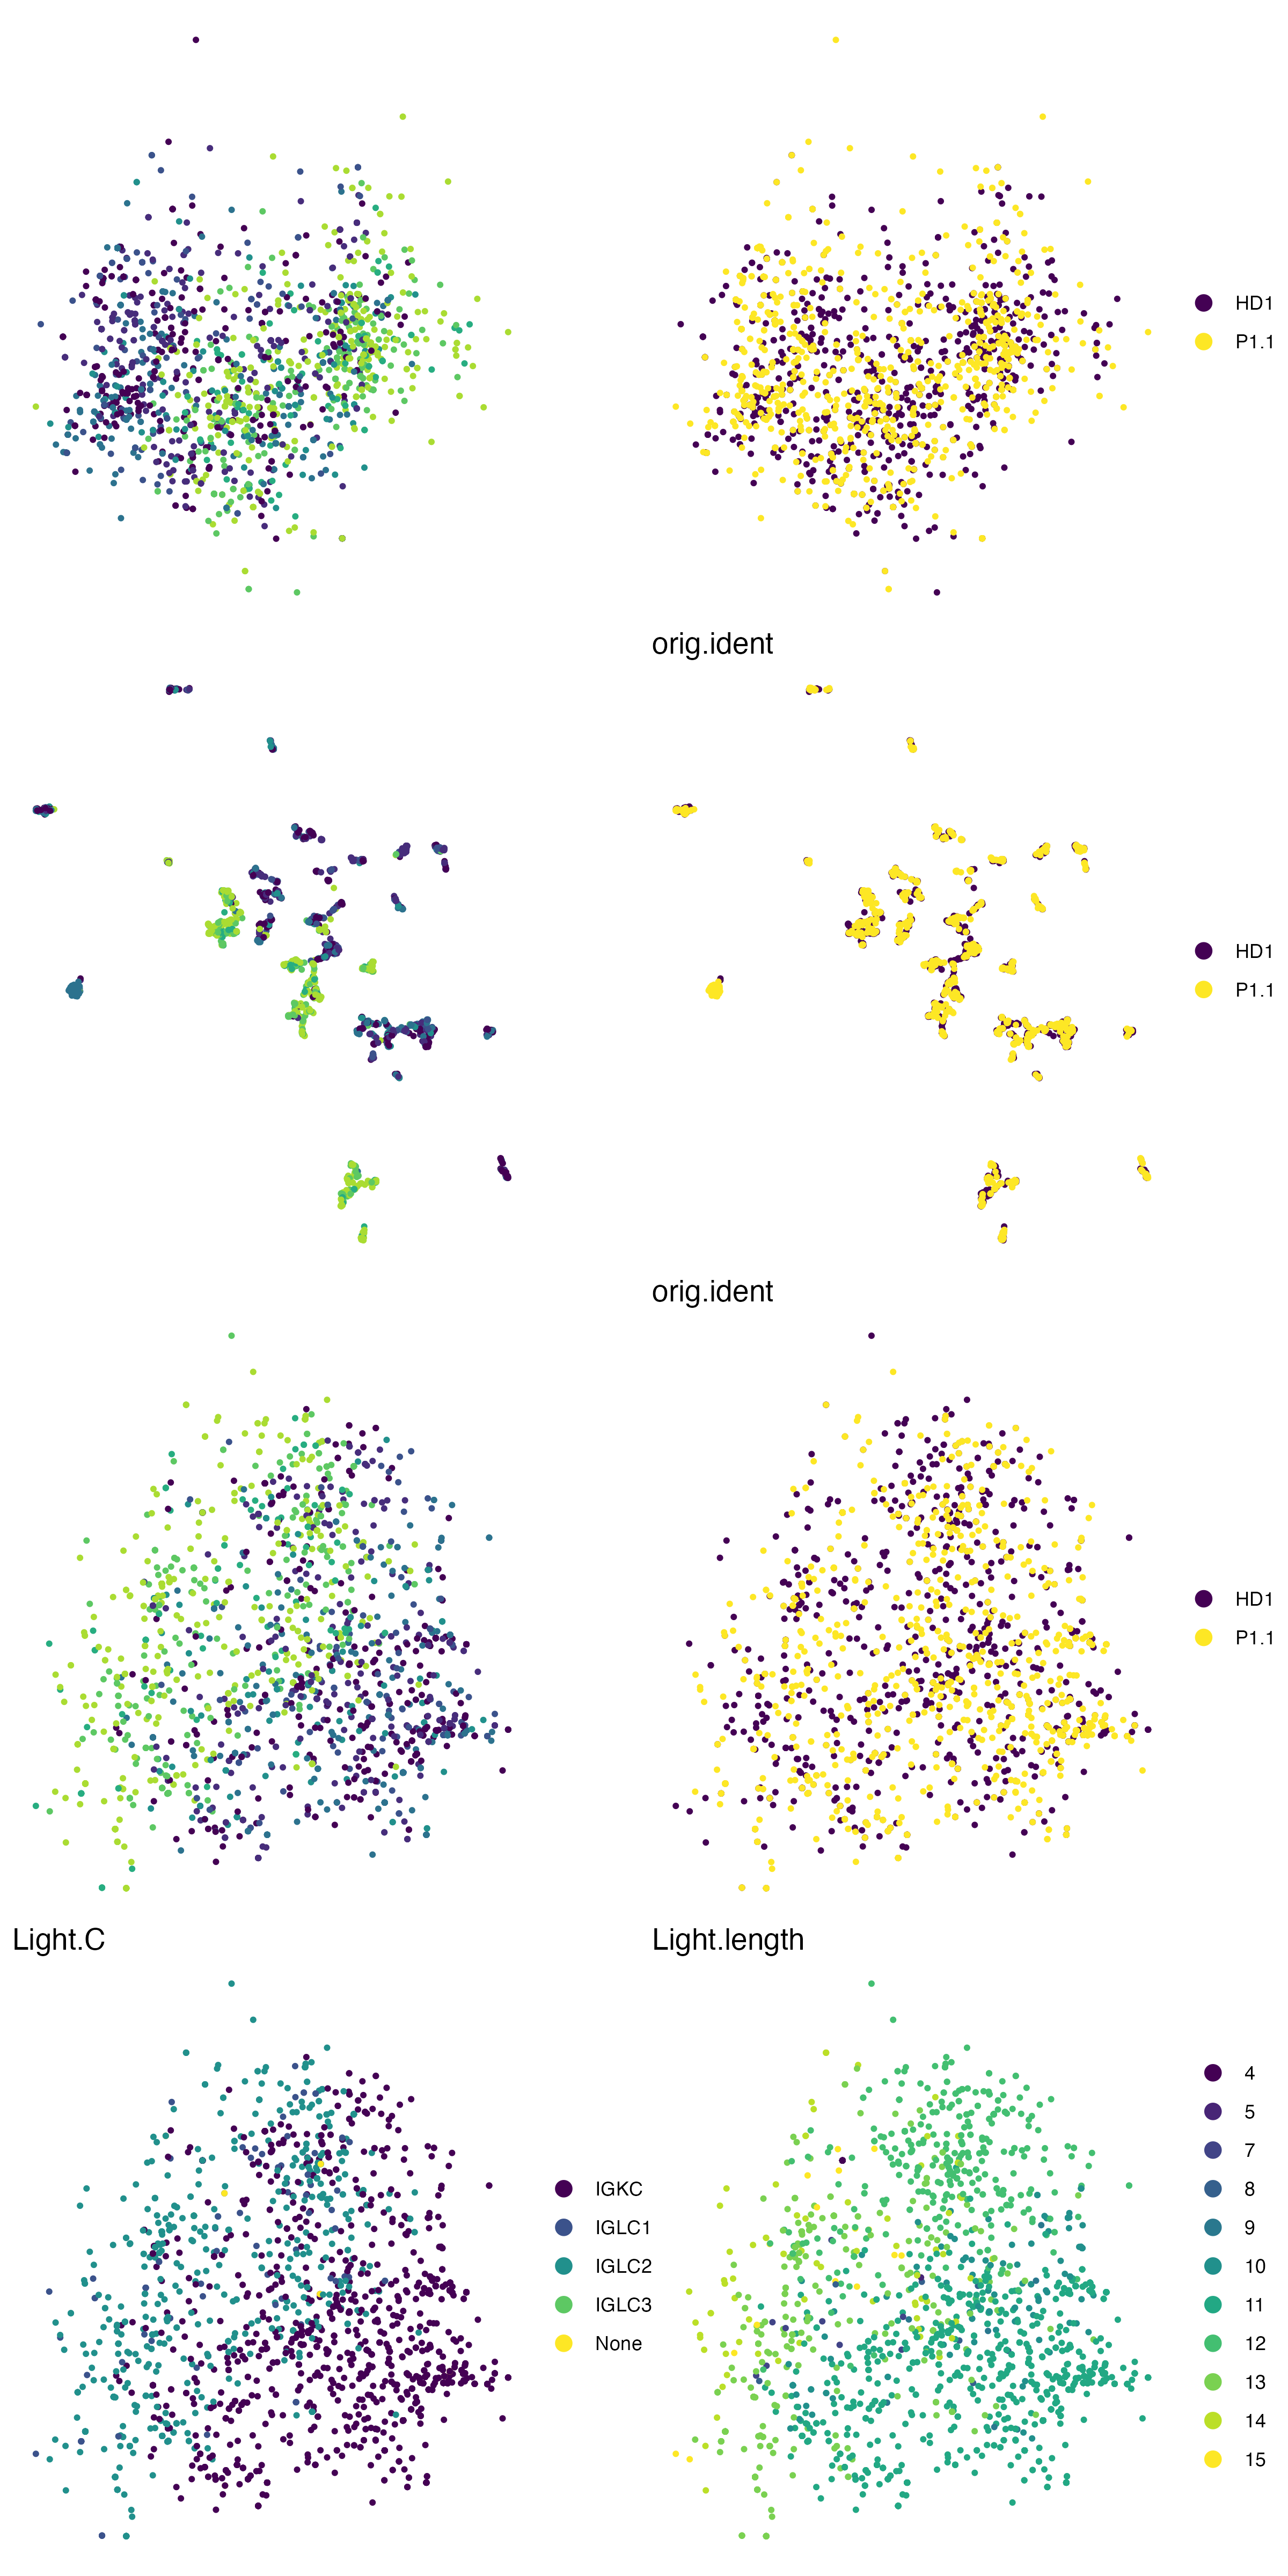 HD1
P1.1
orig.ident
HD1
P1.1
orig.ident
HD1
P1.1
Light.C
Light.length
IGKC
IGLC1
IGLC2
IGLC3
None
4
5
7
8
9
10
11
12
13
14
15